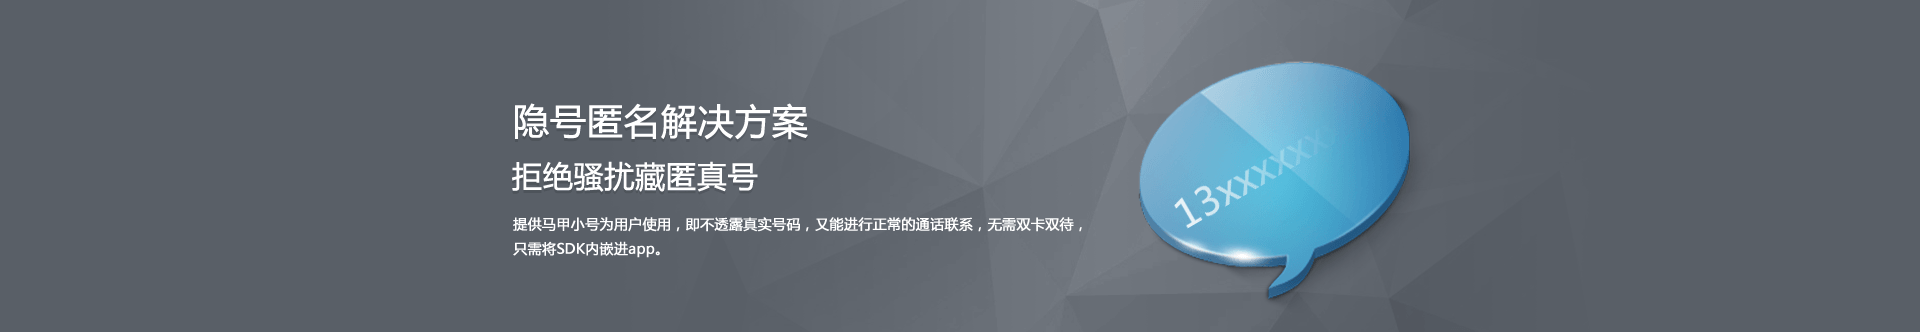 隐号匿名解决方案
拒绝骚扰藏匿真号
提供马甲小号为用户使用，即不透露真实号码，又能进行正常的通话联系，无需双卡双待，
只需将SDK内嵌进app。
13xxxxxxx